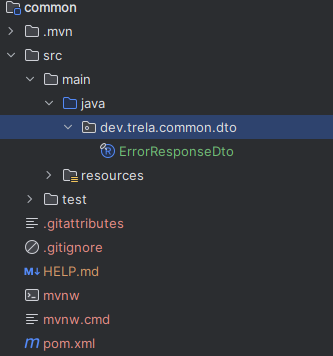 common
.mvn
src
main
java
dev.trela.common.dto
R ErrorResponseDto
resources
test
.gitattributes
.gitignore
M↓ HELP.md
mvnw
mvnw.cmd
m pom.xml